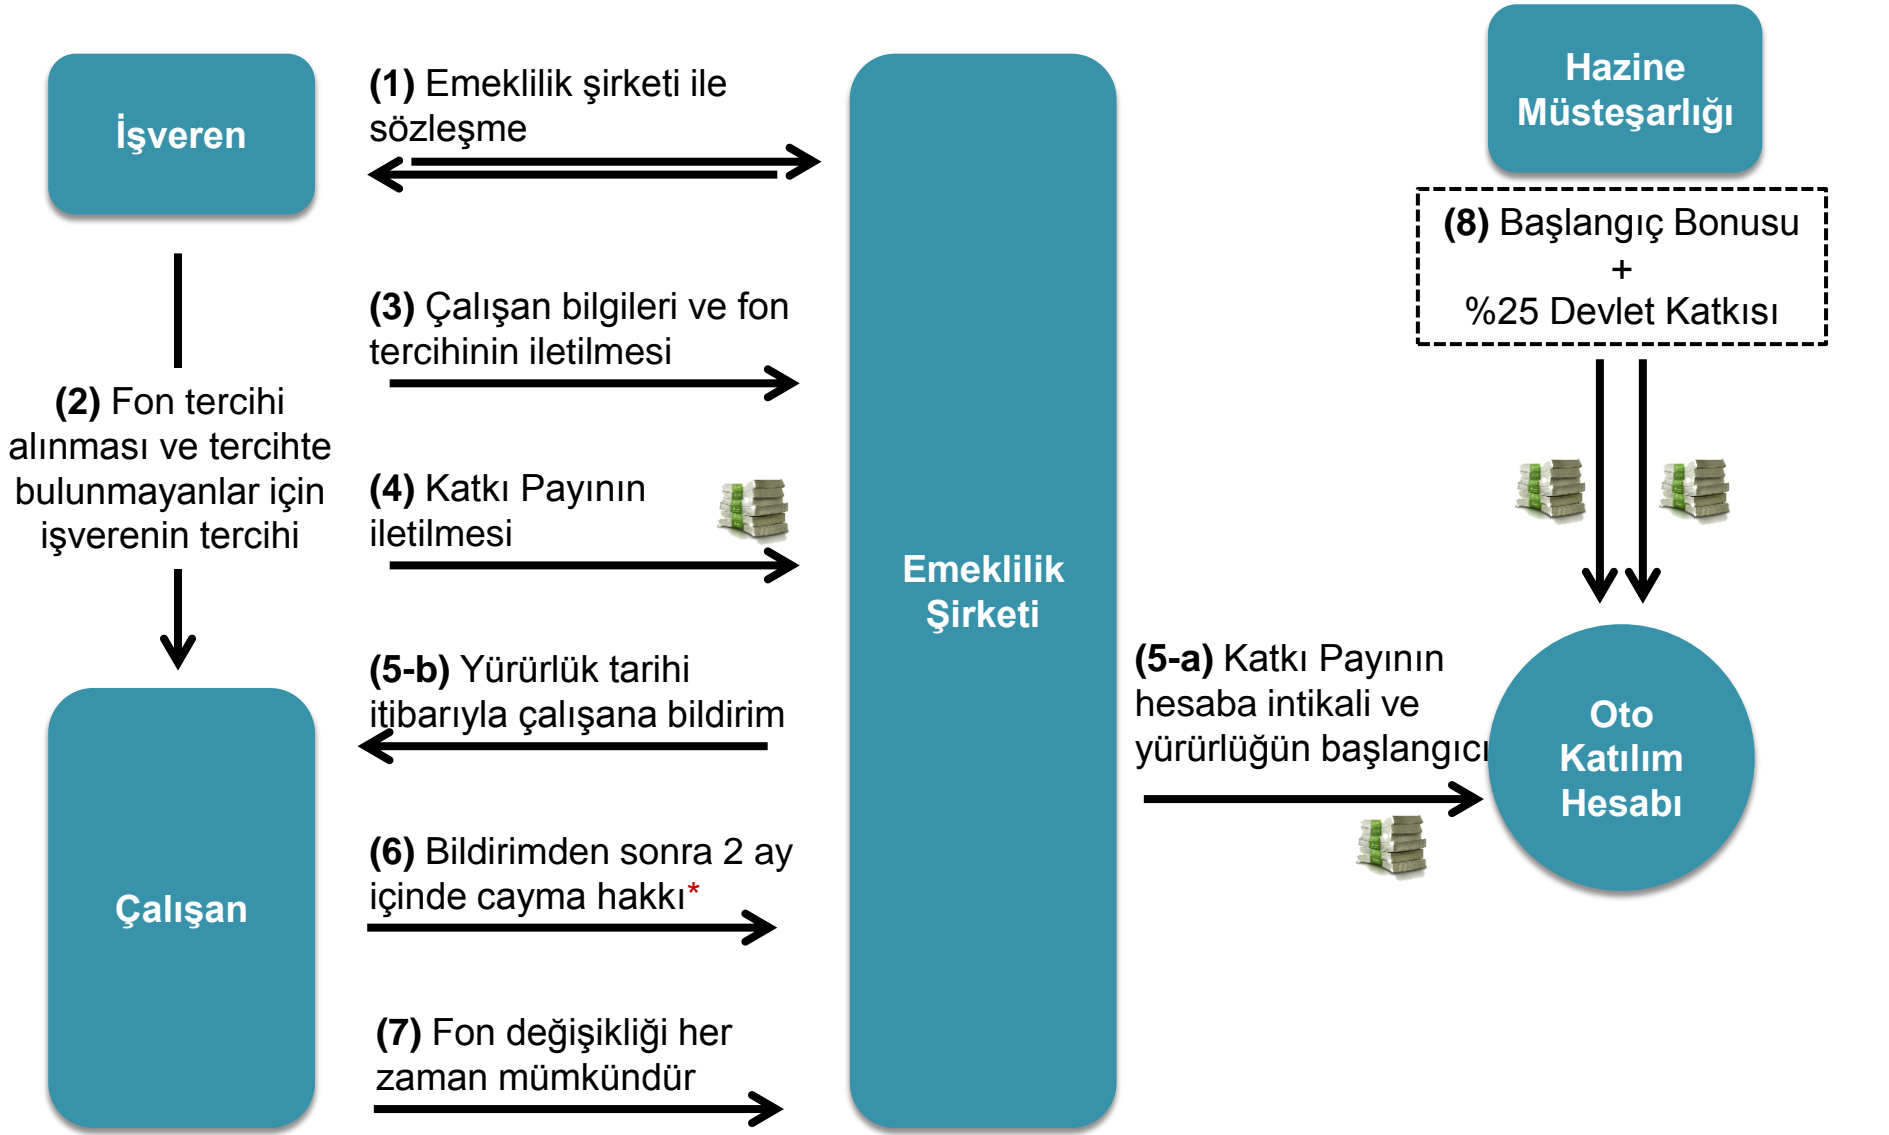 İşveren
(1) Emeklilik şirketi ile
sözleşme
Hazine
Müsteşarlığı
(8) Başlangıç Bonusu
+
%25 Devlet Katkısı
(3) Çalışan bilgileri ve fon
tercihinin iletilmesi
(2) Fon tercihi
alınması ve tercihte
bulunmayanlar için
işverenin tercihi
(4) Katkı Payının
iletilmesi
Emeklilik
Şirketi
(5-b) Yürürlük tarihi
itibarıyla çalışana bildirim
(5-a) Katkı Payının
hesaba intikali ve
yürürlüğün başlangıcı
Oto
Katılım
Hesabı
Çalışan
(6) Bildirimden sonra 2 ay
içinde cayma hakkı*
(7) Fon değişikliği her
zaman mümkündür